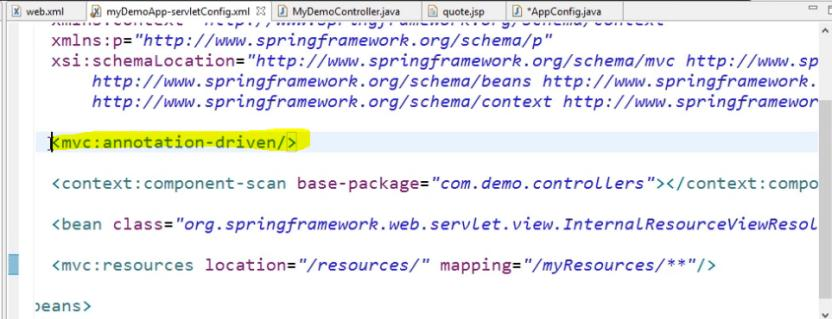 web.xml myDemoApp-servletConfig.xml MyDemoController.java quote.jsp *AppConfig.java
xmlns:context="http://www.springframework.org/schema/context"
xmlns:p="http://www.springframework.org/schema/p"
xsi:schemaLocation="http://www.springframework.org/schema/mvc http://www.sp
http://www.springframework.org/schema/beans http://www.springframework.
http://www.springframework.org/schema/context http://www.springframewor
<mvc:annotation-driven/>
<context:component-scan base-package="com.demo.controllers"></context:compo
<bean class="org.springframework.web.servlet.view.InternalResourceViewResol
<mvc:resources location="/resources/" mapping="/myResources/**"/>
beans>